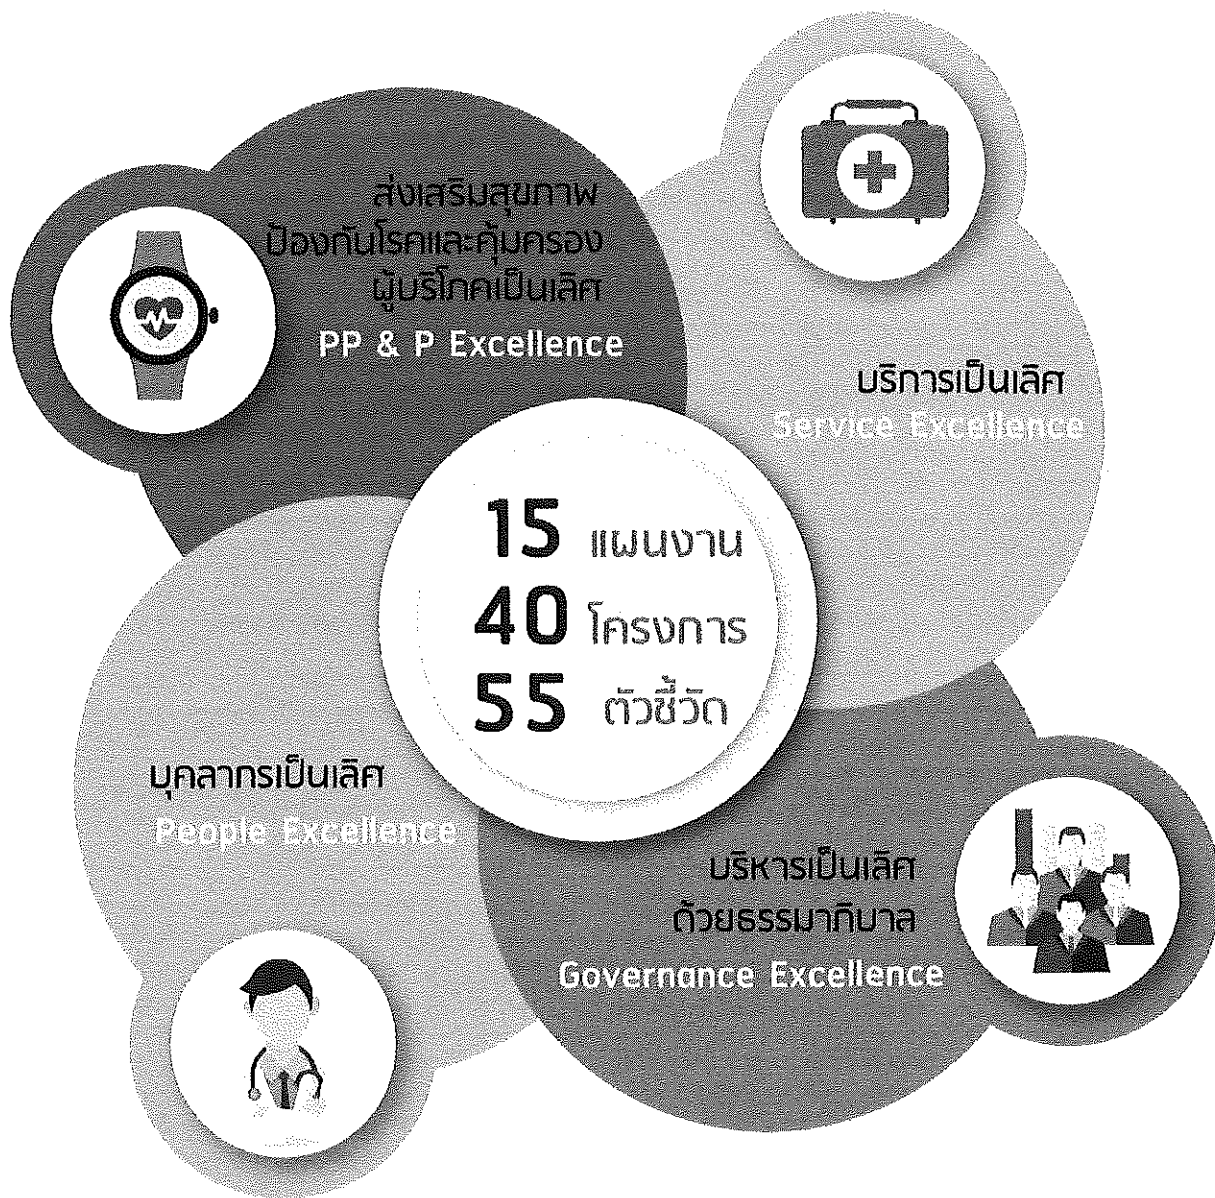 ส่งเสริมสุขภาพ
ป้องกันโรคและคุ้มครอง
ผู้บริโภคเป็นเลิศ
PP & P Excellence
บริการเป็นเลิศ
Service Excellence
15 แผนงาน
40 โครงการ
55 ตัวชี้วัด
บุคลากรเป็นเลิศ
People Excellence
บริหารเป็นเลิศ
ด้วยธรรมาภิบาล
Governance Excellence